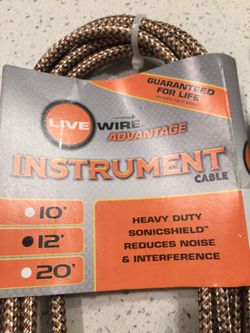 GUARANTEED
FOR LIFE
LIVE WIRE
ADVANTAGE
INSTRUMENT
CABLE
10'
12'
20'
HEAVY DUTY
SONICSHIELD™
REDUCES NOISE
& INTERFERENCE